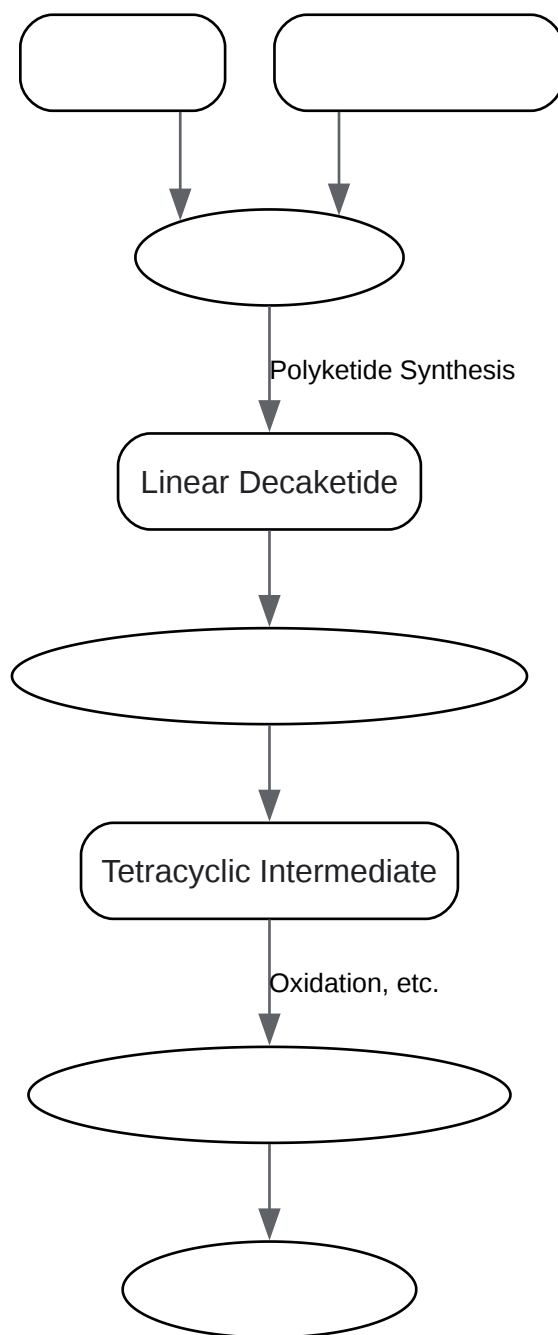 Polyketide Synthesis
Linear Decaketide
Tetracyclic Intermediate
Oxidation, etc.